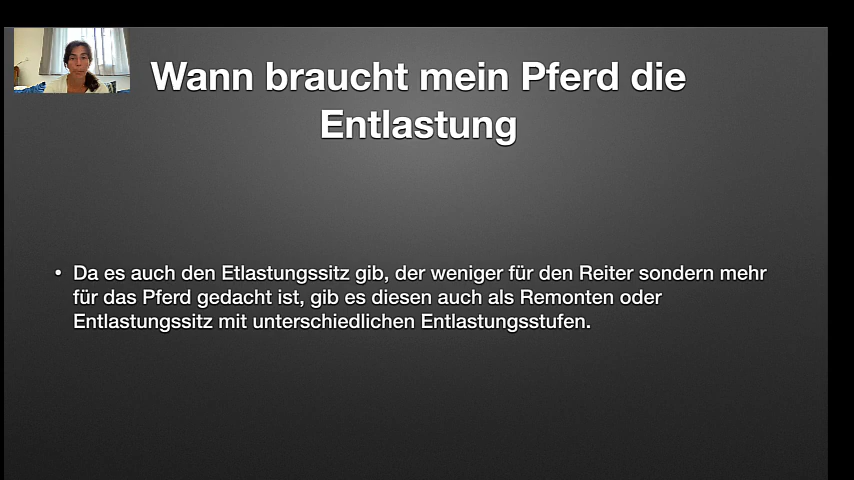 Wann braucht mein Pferd die
Entlastung
• Da es auch den Etlastungssitz gib, der weniger für den Reiter sondern mehr
für das Pferd gedacht ist, gib es diesen auch als Remonten oder
Entlastungssitz mit unterschiedlichen Entlastungsstufen.